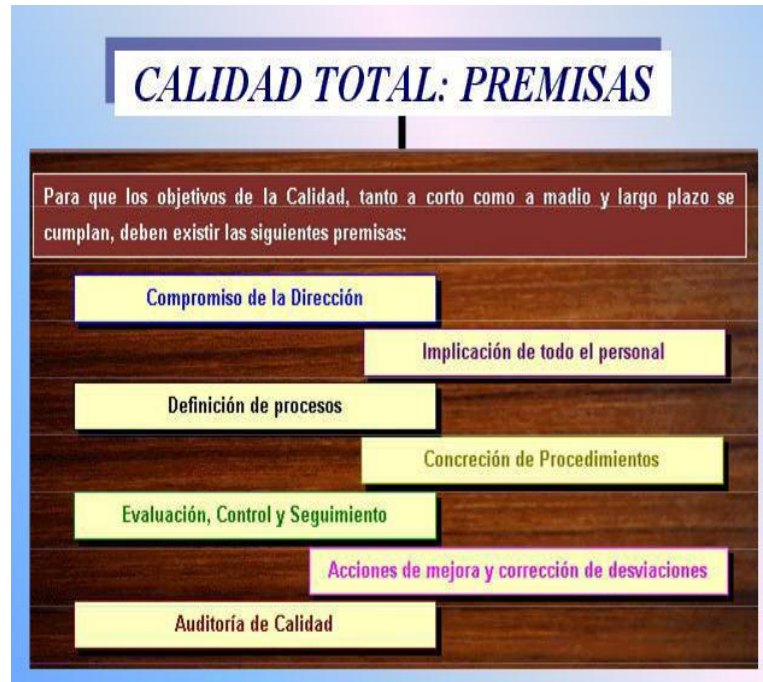 CALIDAD TOTAL: PREMISAS
Para que los objetivos de la Calidad, tanto a corto como a madio y largo plazo se
cumplan, deben existir las siguientes premisas:
Compromiso de la Dirección
Implicación de todo el personal
Definición de procesos
Concreción de Procedimientos
Evaluación, Control y Seguimiento
Acciones de mejora y corrección de desviaciones
Auditoría de Calidad